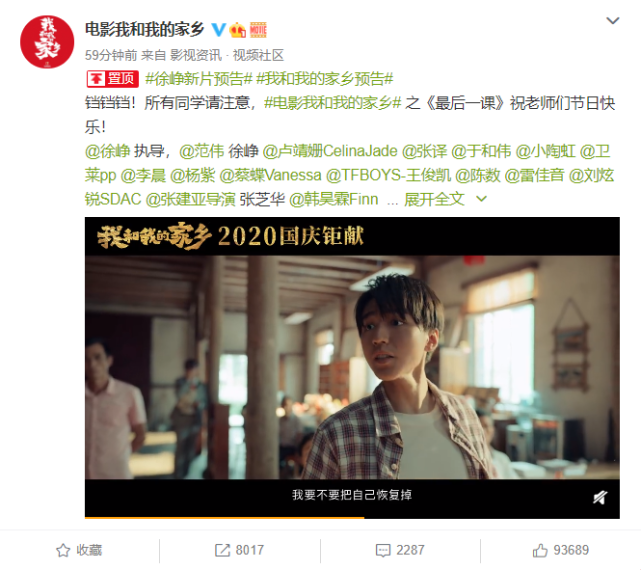 我和我的家乡
电影我和我的家乡
MOVIE
59分钟前 来自 影视资讯 · 视频社区
置顶 #徐峥新片预告# #我和我的家乡预告#
铛铛铛！所有同学请注意，#电影我和我的家乡# 之《最后一课》祝老师们节日快
乐！
@徐峥 执导，@范伟 徐峥 @卢靖姗CelinaJade @张译 @于和伟 @小陶虹 @卫
莱pp @李晨 @杨紫 @蔡蝶Vanessa @TFBOYS-王俊凯 @陈数 @雷佳音 @刘炫
锐SDAC @张建亚导演 张芝华 @韩昊霖Finn ... 展开全文
我和我的家乡 2020国庆钜献
我要不要把自己恢复掉
收藏 8017 2287 93689